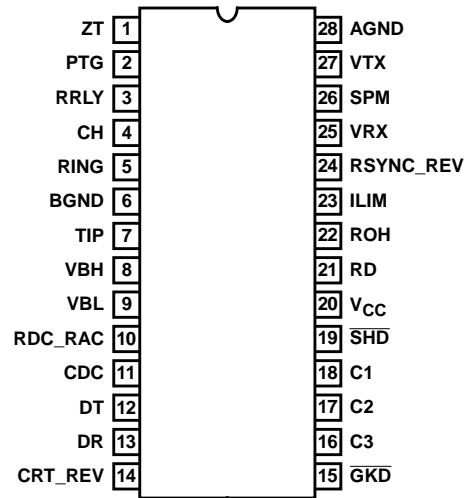 ZT 1 28 AGND
PTG 2 27 VTX
RRLY 3 26 SPM
CH 4 25 VRX
RING 5 24 RSYNC_REV
BGND 6 23 ILIM
TIP 7 22 ROH
VBH 8 21 RD
VBL 9 20 VCC
RDC_RAC 10 19 SHD
CDC 11 18 C1
DT 12 17 C2
DR 13 16 C3
CRT_REV 14 15 GKD